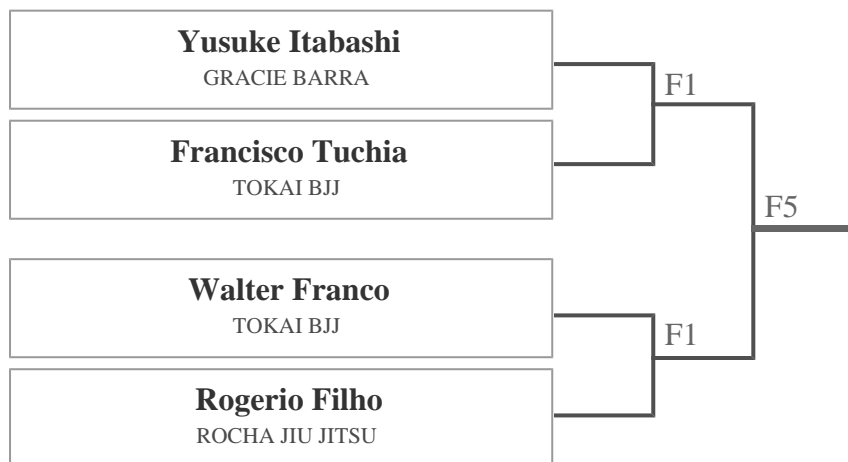 Yusuke Itabashi
GRACIE BARRA
F1
Francisco Tuchia
TOKAI BJJ
F5
Walter Franco
TOKAI BJJ
F1
Rogerio Filho
ROCHA JIU JITSU